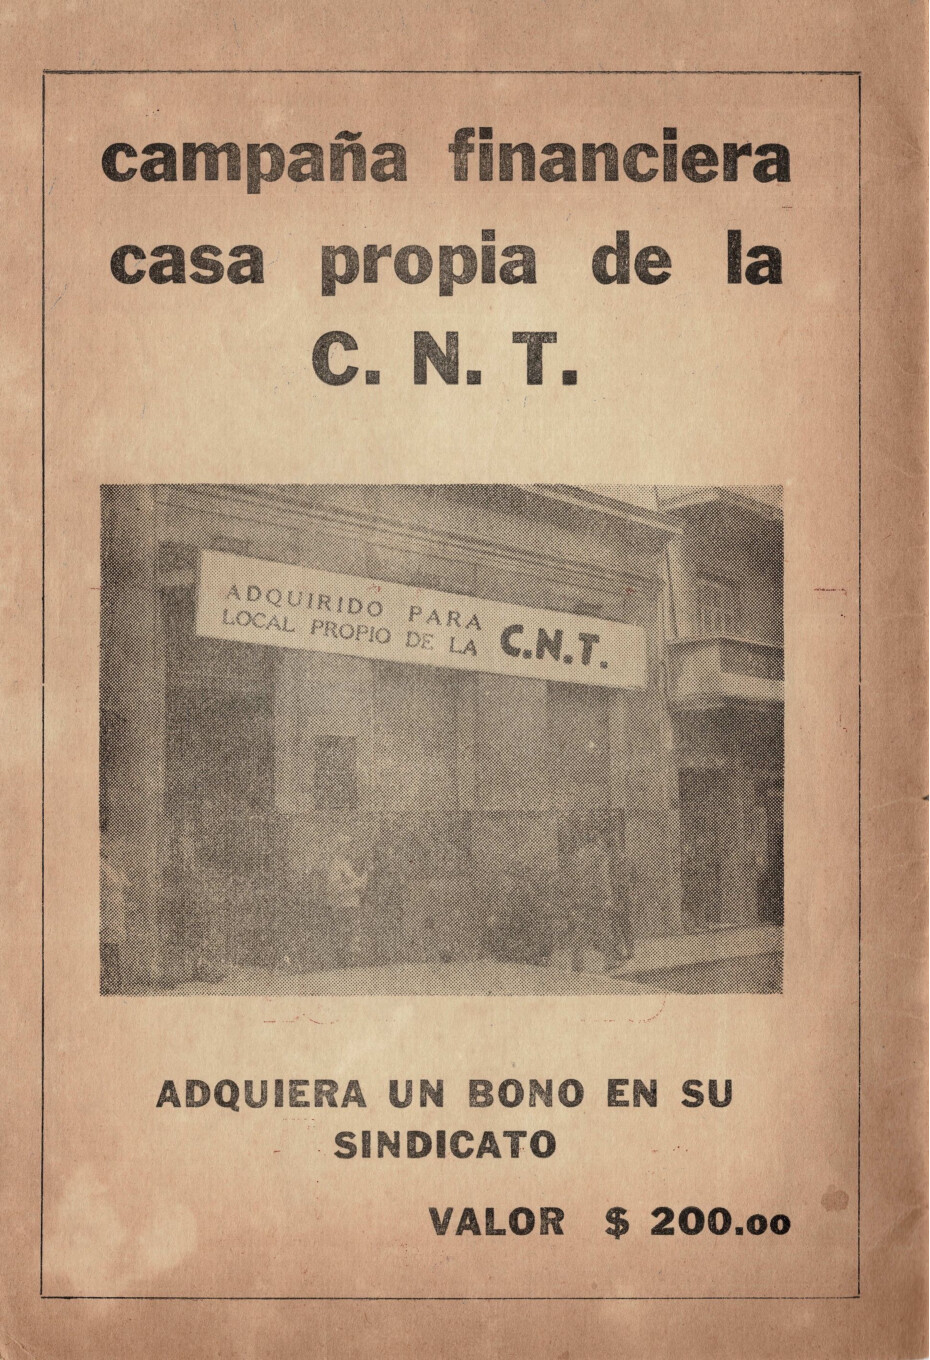 campaña financiera
casa propia de la
C. N. T.
ADQUIRIDO PARA
LOCAL PROPIO DE LA C.N.T.
ADQUIERA UN BONO EN SU
SINDICATO
VALOR $ 200.oo